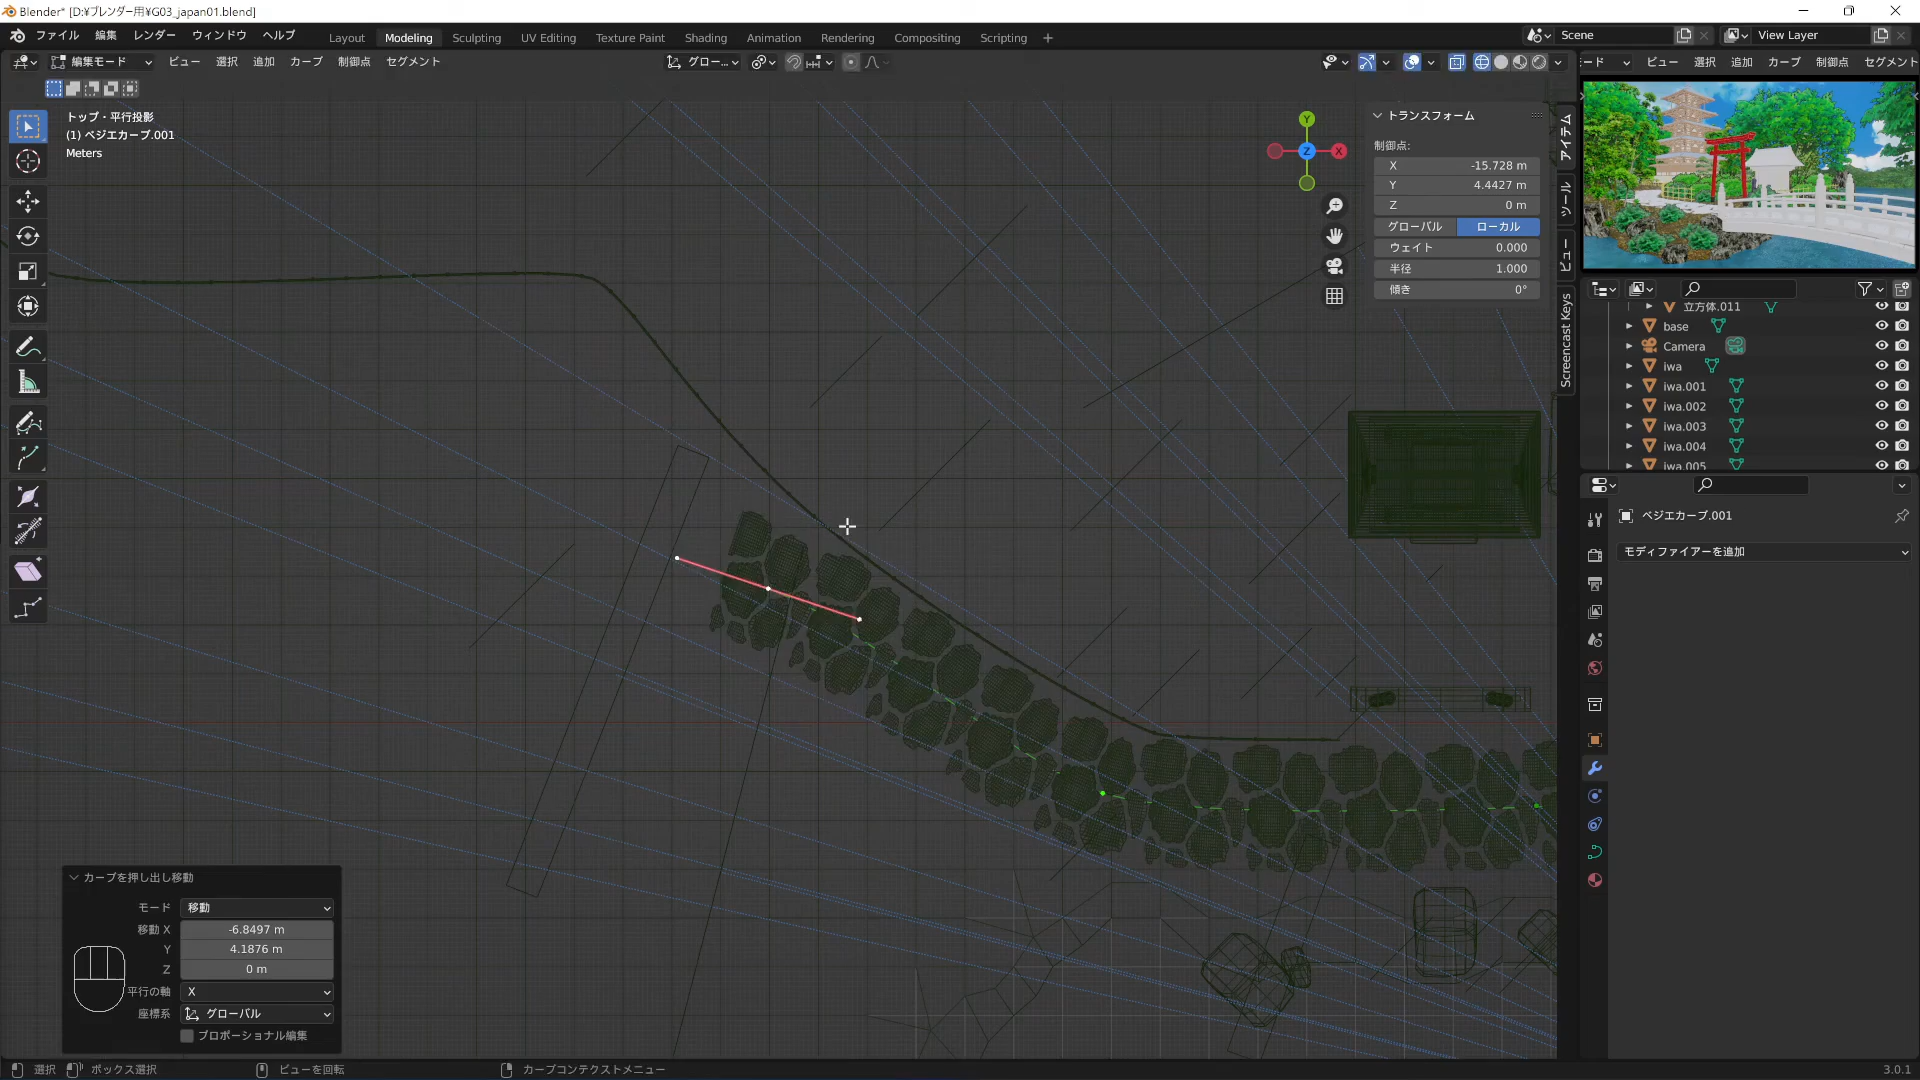 Blender* [D:¥ブレンダー用¥G03_japan01.blend]
ファイル 編集 レンダー ウィンドウ ヘルプ Layout Modeling Sculpting UV Editing Texture Paint Shading Animation Rendering Compositing Scripting + Scene View Layer
編集モード ビュー 選択 追加 カーブ 制御点 セグメント グロー... ード ビュー 選択 追加 カーブ 制御点 セグメント
トップ・平行投影
(1) ベジエカーブ.001
Meters
Y
Z X
トランスフォーム
制御点:
X -15.728 m
Y 4.4427 m
Z 0 m
グローバル ローカル
ウェイト 0.000
半径 1.000
傾き 0°
アイテム
ツール
ビュー
Screencast Keys
立方体.011
base
Camera
iwa
iwa.001
iwa.002
iwa.003
iwa.004
iwa.005
ベジエカーブ.001
モディファイアーを追加
カーブを押し出し移動
モード 移動
移動 X -6.8497 m
Y 4.1876 m
Z 0 m
平行の軸 X
座標系 グローバル
プロポーショナル編集
選択 ボックス選択 ビューを回転 カーブコンテクストメニュー 3.0.1